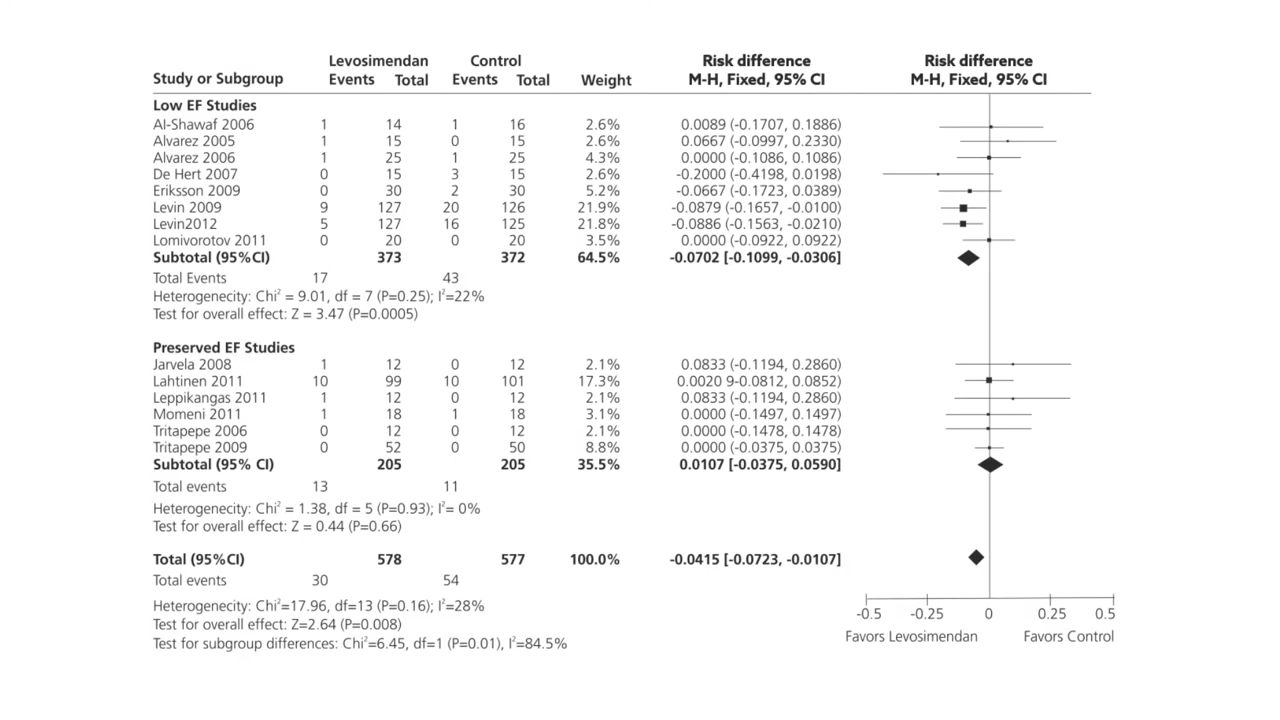 Levosimendan Control Risk difference Risk difference
Study or Subgroup Events Total Events Total Weight M-H, Fixed, 95% CI M-H, Fixed, 95% CI
Low EF Studies
Al-Shawaf 2006 1 14 1 16 2.6% 0.0089 (-0.1707, 0.1886)
Alvarez 2005 1 15 0 15 2.6% 0.0667 (-0.0997, 0.2330)
Alvarez 2006 1 25 1 25 4.3% 0.0000 (-0.1086, 0.1086)
De Hert 2007 0 15 3 15 2.6% -0.2000 (-0.4198, 0.0198)
Eriksson 2009 0 30 2 30 5.2% -0.0667 (-0.1723, 0.0389)
Levin 2009 9 127 20 126 21.9% -0.0879 (-0.1657, -0.0100)
Levin2012 5 127 16 125 21.8% -0.0886 (-0.1563, -0.0210)
Lomivorotov 2011 0 20 0 20 3.5% 0.0000 (-0.0922, 0.0922)
Subtotal (95%CI) 373 372 64.5% -0.0702 [-0.1099, -0.0306]
Total Events 17 43
Heterogenecity: Chi² = 9.01, df = 7 (P=0.25); I²=22%
Test for overall effect: Z = 3.47 (P=0.0005)
Preserved EF Studies
Jarvela 2008 1 12 0 12 2.1% 0.0833 (-0.1194, 0.2860)
Lahtinen 2011 10 99 10 101 17.3% 0.0020 9-0.0812, 0.0852)
Leppikangas 2011 1 12 0 12 2.1% 0.0833 (-0.1194, 0.2860)
Momeni 2011 1 18 1 18 3.1% 0.0000 (-0.1497, 0.1497)
Tritapepe 2006 0 12 0 12 2.1% 0.0000 (-0.1478, 0.1478)
Tritapepe 2009 0 52 0 50 8.8% 0.0000 (-0.0375, 0.0375)
Subtotal (95% CI) 205 205 35.5% 0.0107 [-0.0375, 0.0590]
Total events 13 11
Heterogenecity: Chi² = 1.38, df = 5 (P=0.93); I²= 0%
Test for overall effect: Z = 0.44 (P=0.66)
Total (95%CI) 578 577 100.0% -0.0415 [-0.0723, -0.0107]
Total events 30 54
Heterogenecity: Chi²=17.96, df=13 (P=0.16); I²=28%
Test for overall effect: Z=2.64 (P=0.008)
Test for subgroup differences: Chi²=6.45, df=1 (P=0.01), I²=84.5%
-0.5 -0.25 0 0.25 0.5
Favors Levosimendan Favors Control